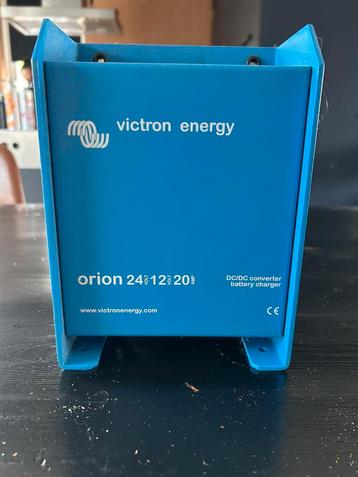 victron energy
orion 24 VOLT 12 VOLT 20 AMP
DC/DC converter
battery charger
www.victronenergy.com
CE